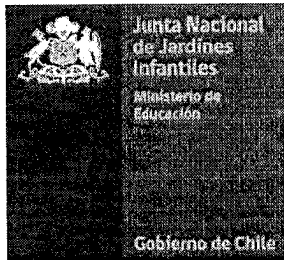 Junta Nacional
de Jardines
Infantiles
Ministerio de
Educación
Gobierno de Chile